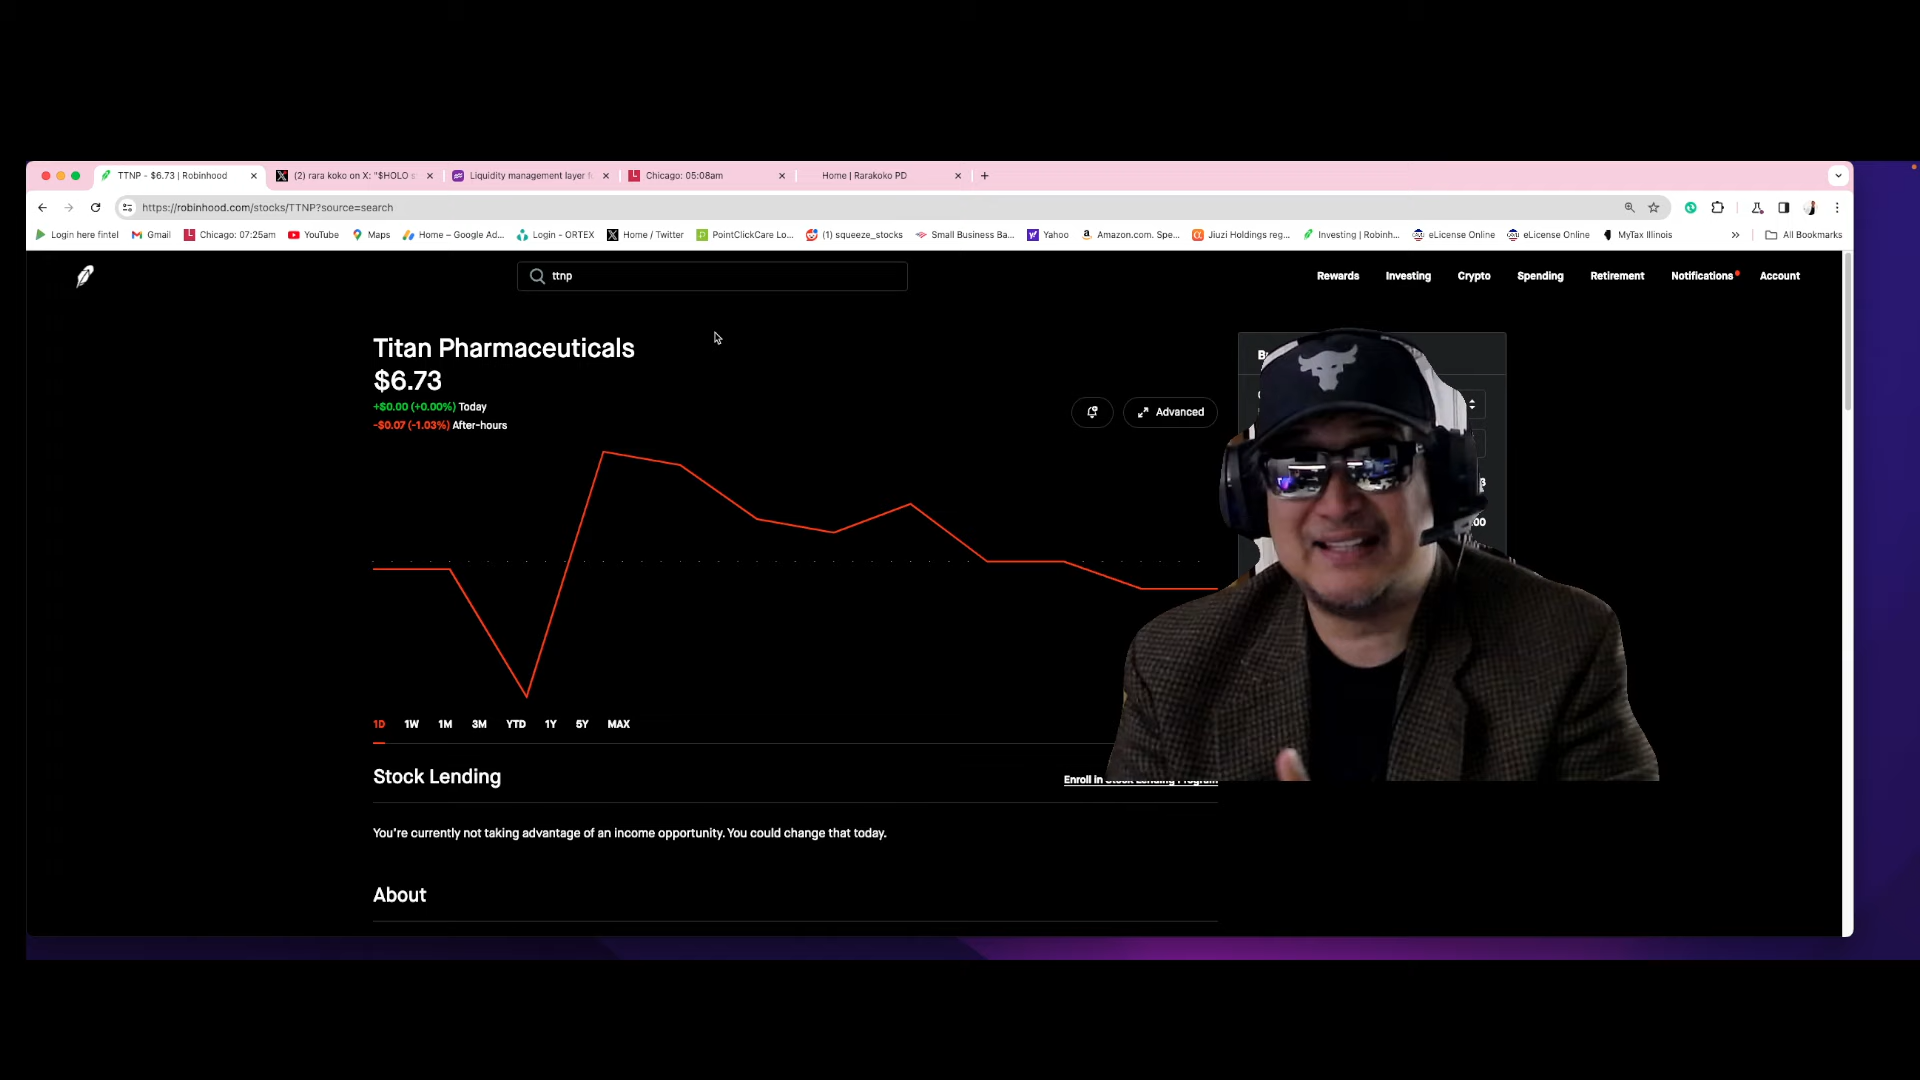 TTNP - $6.73 | Robinhood
(2) rara koko on X: "$HOLO s
Liquidity management layer f
Chicago: 05:08am
Home | Rarakoko PD
https://robinhood.com/stocks/TTNP?source=search
Login here fintel
Gmail
Chicago: 07:25am
YouTube
Maps
Home – Google Ad...
Login - ORTEX
Home / Twitter
PointClickCare Lo...
(1) squeeze_stocks
Small Business Ba...
Yahoo
Amazon.com. Spe...
Jiuzi Holdings reg...
Investing | Robinh...
eLicense Online
eLicense Online
MyTax Illinois
All Bookmarks
ttnp
Rewards
Investing
Crypto
Spending
Retirement
Notifications
Account
Titan Pharmaceuticals
$6.73
+$0.00 (+0.00%) Today
-$0.07 (-1.03%) After-hours
Advanced
1D
1W
1M
3M
YTD
1Y
5Y
MAX
Stock Lending
Enroll in Stock Lending Program
You're currently not taking advantage of an income opportunity. You could change that today.
About